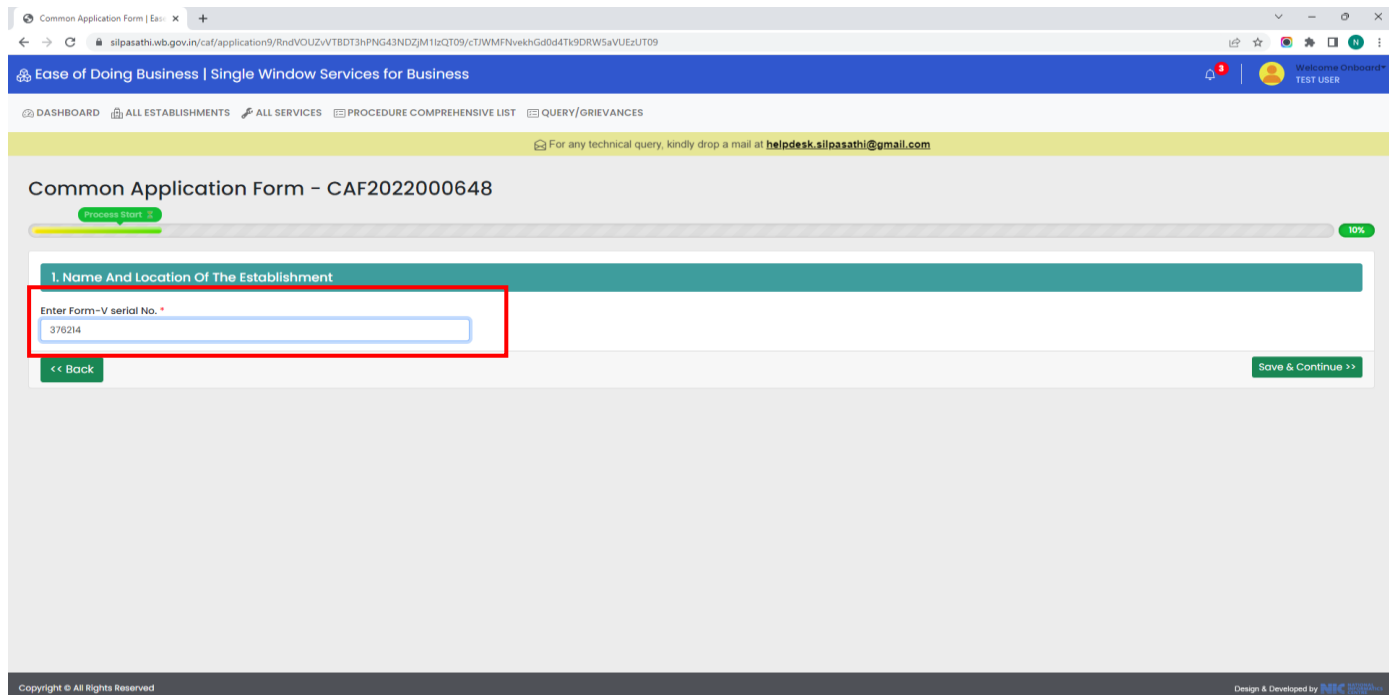 Common Application Form | Ease
silpasathi.wb.gov.in/caf/application9/RndVOUZvVTBDT3hPNG43NDZjM1IzQT09/cTJWMFNvekhGd0d4Tk9DRW5aVUEzUT09
Ease of Doing Business | Single Window Services for Business
3
Welcome Onboard
TEST USER
N
DASHBOARD ALL ESTABLISHMENTS ALL SERVICES PROCEDURE COMPREHENSIVE LIST QUERY/GRIEVANCES
For any technical query, kindly drop a mail at helpdesk.silpasathi@gmail.com
Common Application Form - CAF2022000648
Process Start
10%
1. Name And Location Of The Establishment
Enter Form-V serial No. *
376214
<< Back
Save & Continue >>
Copyright © All Rights Reserved
Design & Developed by NIC